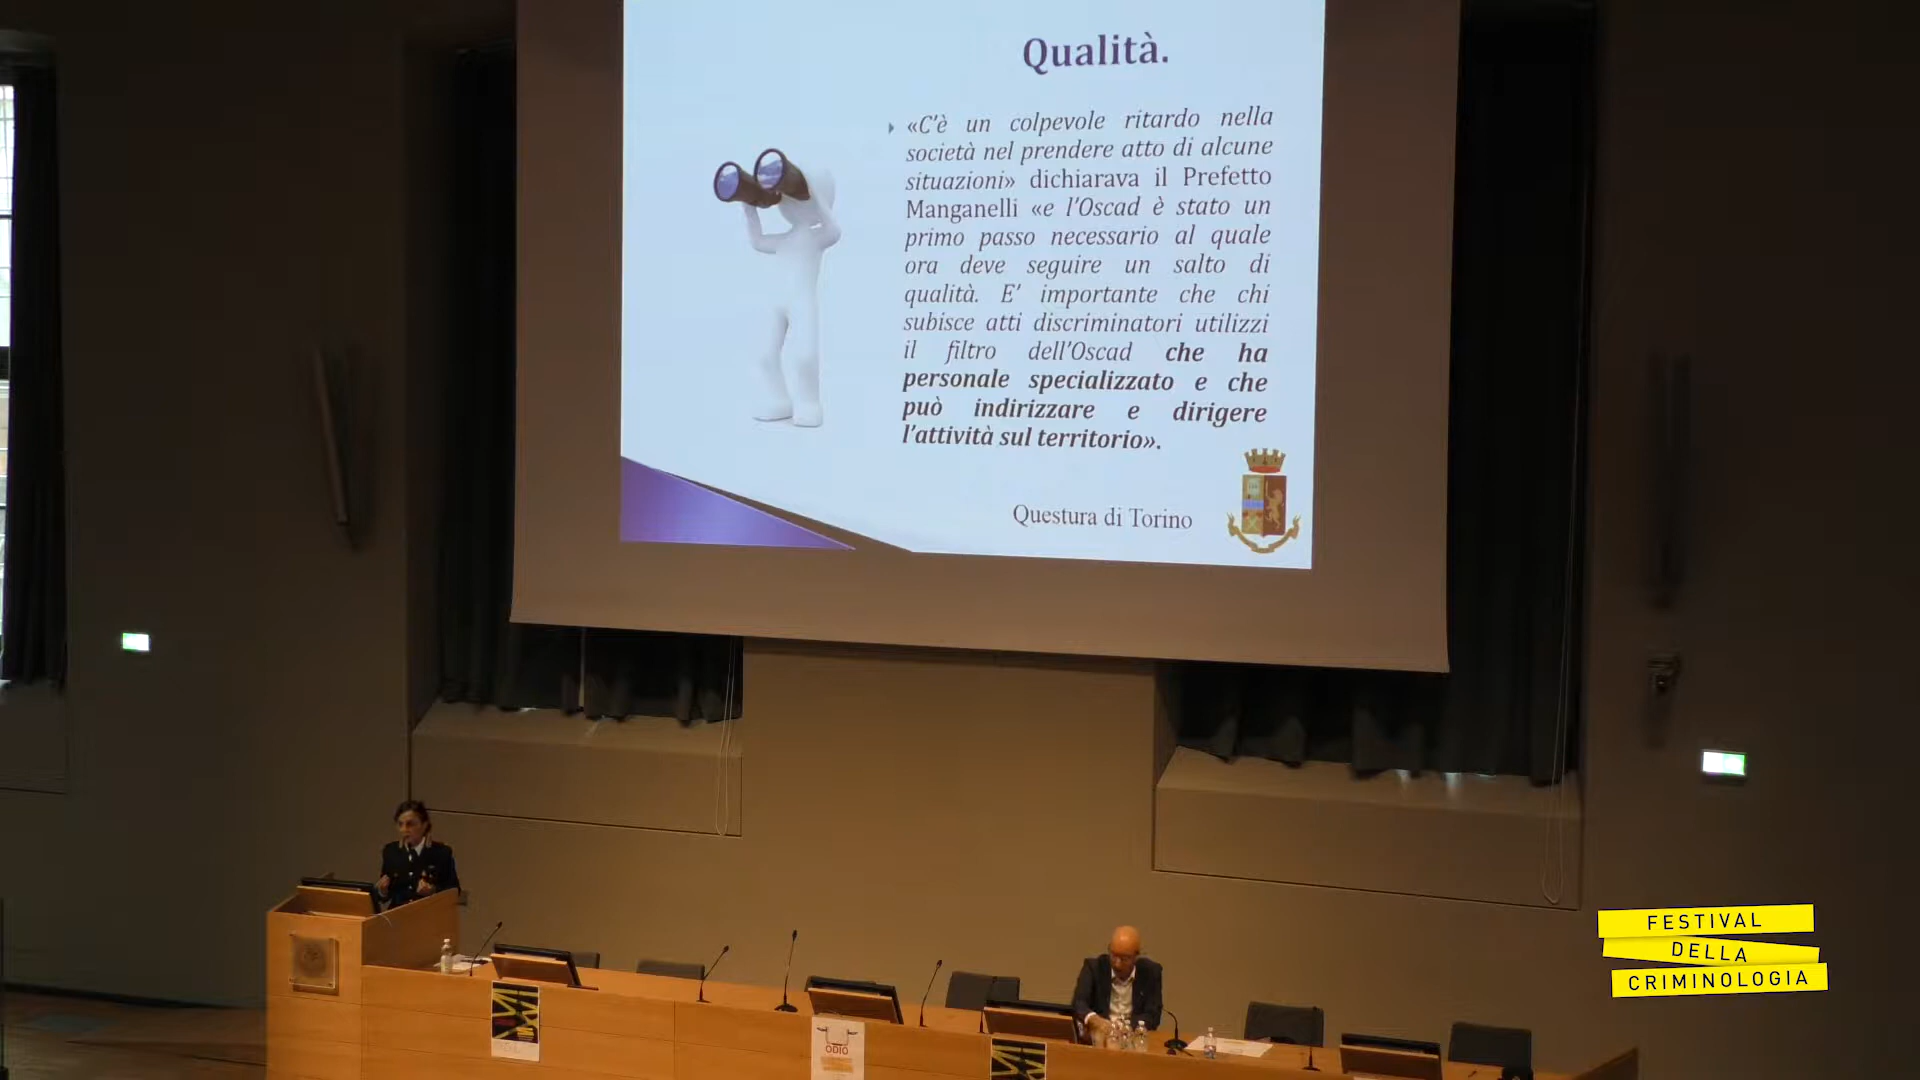 Qualità.
«C’è un colpevole ritardo nella
società nel prendere atto di alcune
situazioni» dichiarava il Prefetto
Manganelli «e l’Oscad è stato un
primo passo necessario al quale
ora deve seguire un salto di
qualità. E’ importante che chi
subisce atti discriminatori utilizzi
il filtro dell’Oscad che ha
personale specializzato e che
può indirizzare e dirigere
l’attività sul territorio».
Questura di Torino
FESTIVAL
DELLA
CRIMINOLOGIA
ODIO